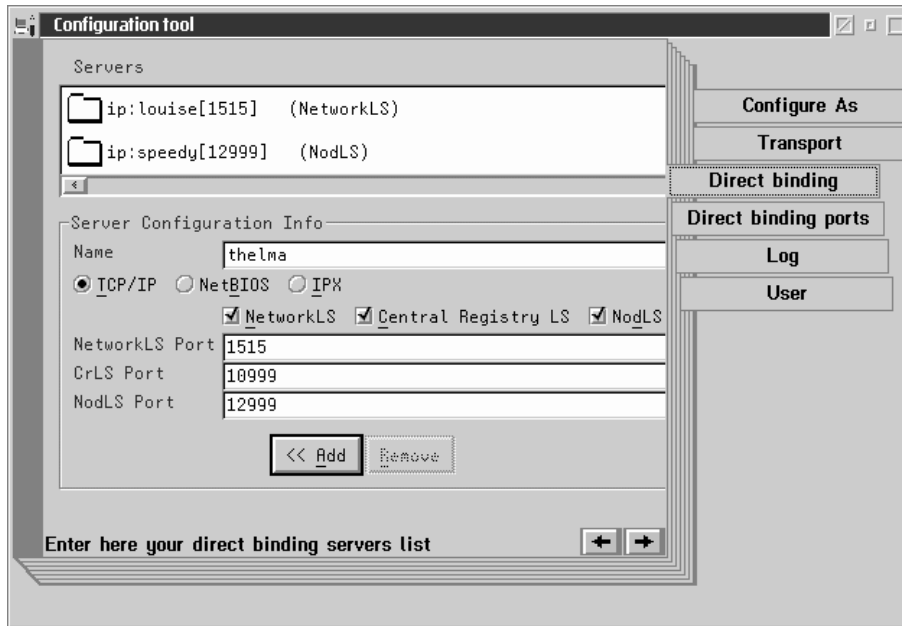 Configuration tool
Servers
ip:louise[1515] (NetworkLS)
ip:speedy[12999] (NodLS)
Configure As
Transport
Direct binding
Direct binding ports
Log
User
Server Configuration Info
Name thelma
TCP/IP NetBIOS IPX
NetworkLS Central Registry LS NodLS
NetworkLS Port 1515
CrLS Port 10999
NodLS Port 12999
<< Add Remove
Enter here your direct binding servers list